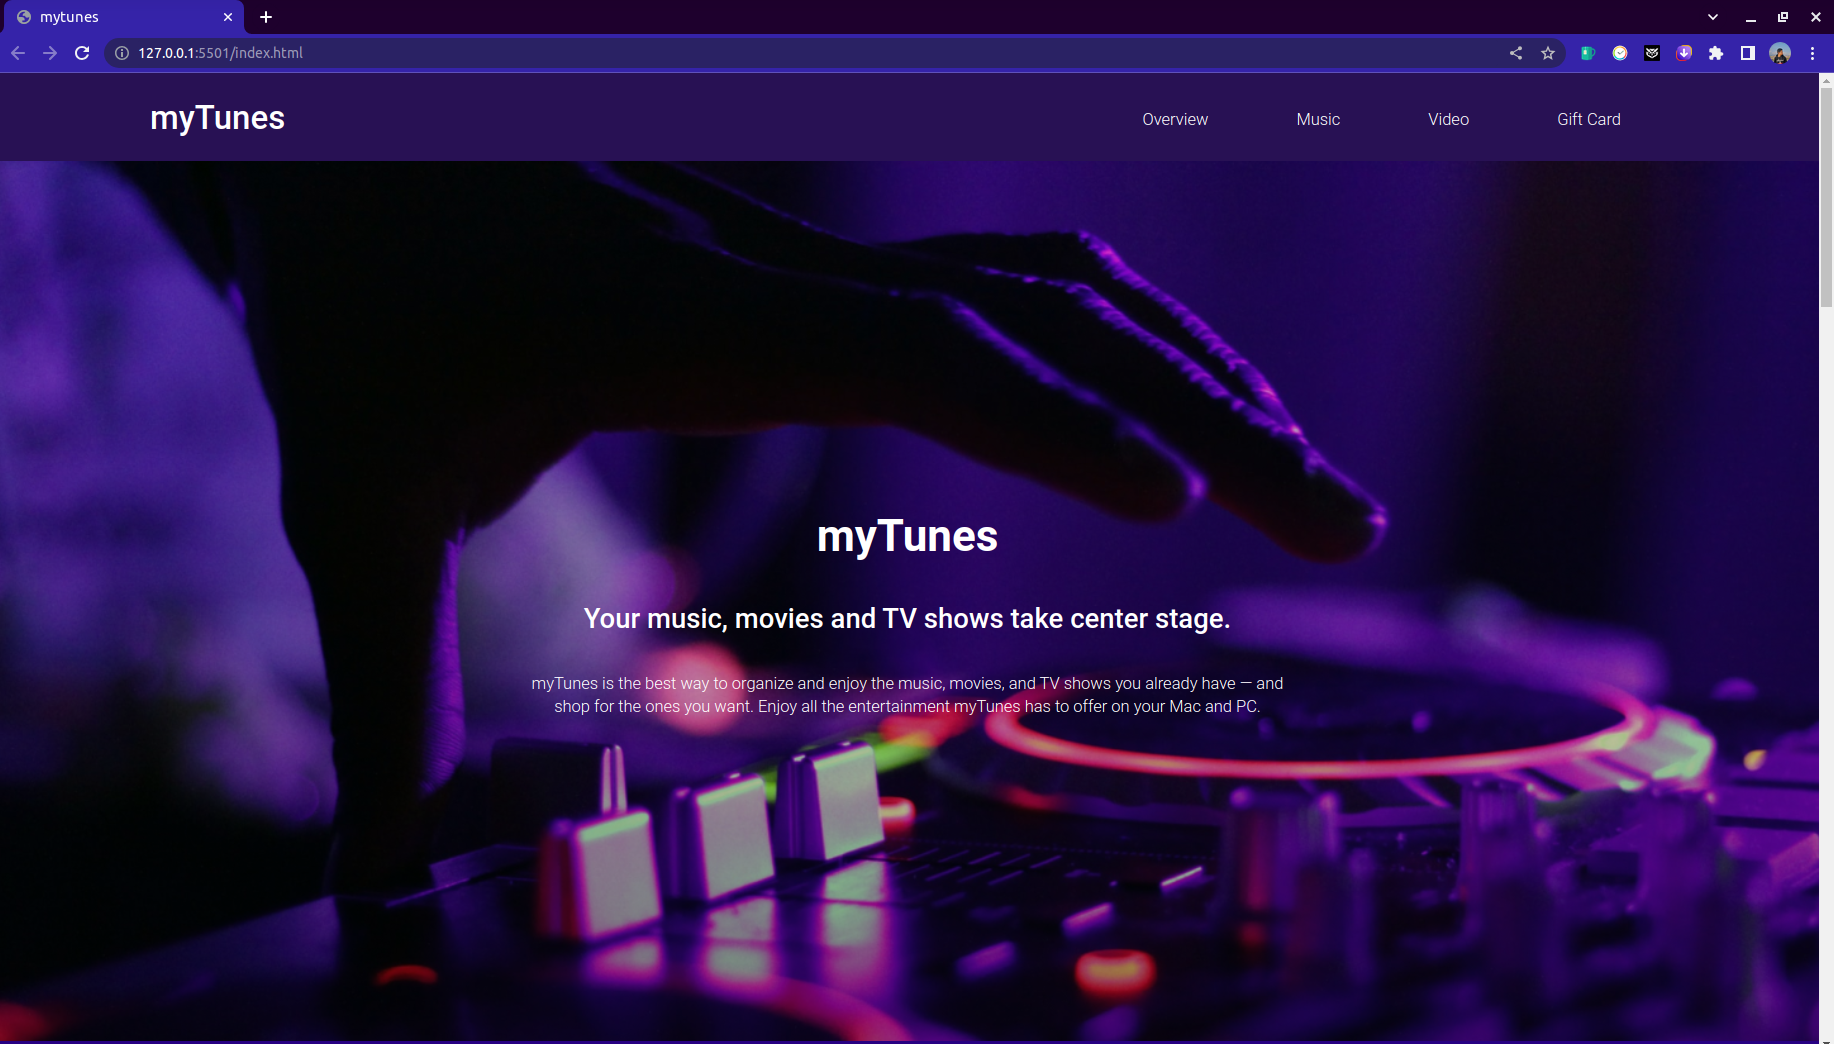 mytunes
127.0.0.1:5501/index.html
myTunes
Overview
Music
Video
Gift Card
myTunes
Your music, movies and TV shows take center stage.
myTunes is the best way to organize and enjoy the music, movies, and TV shows you already have — and
shop for the ones you want. Enjoy all the entertainment myTunes has to offer on your Mac and PC.